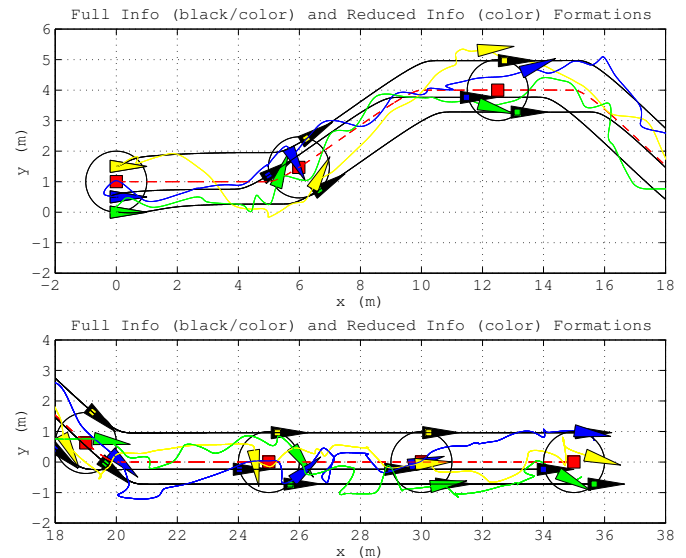 Full Info (black/color) and Reduced Info (color) Formations
6
5
4
3
2
1
0
−1
−2
y (m)
−2 0 2 4 6 8 10 12 14 16 18
x (m)
Full Info (black/color) and Reduced Info (color) Formations
4
3
2
1
0
−1
−2
y (m)
18 20 22 24 26 28 30 32 34 36 38
x (m)